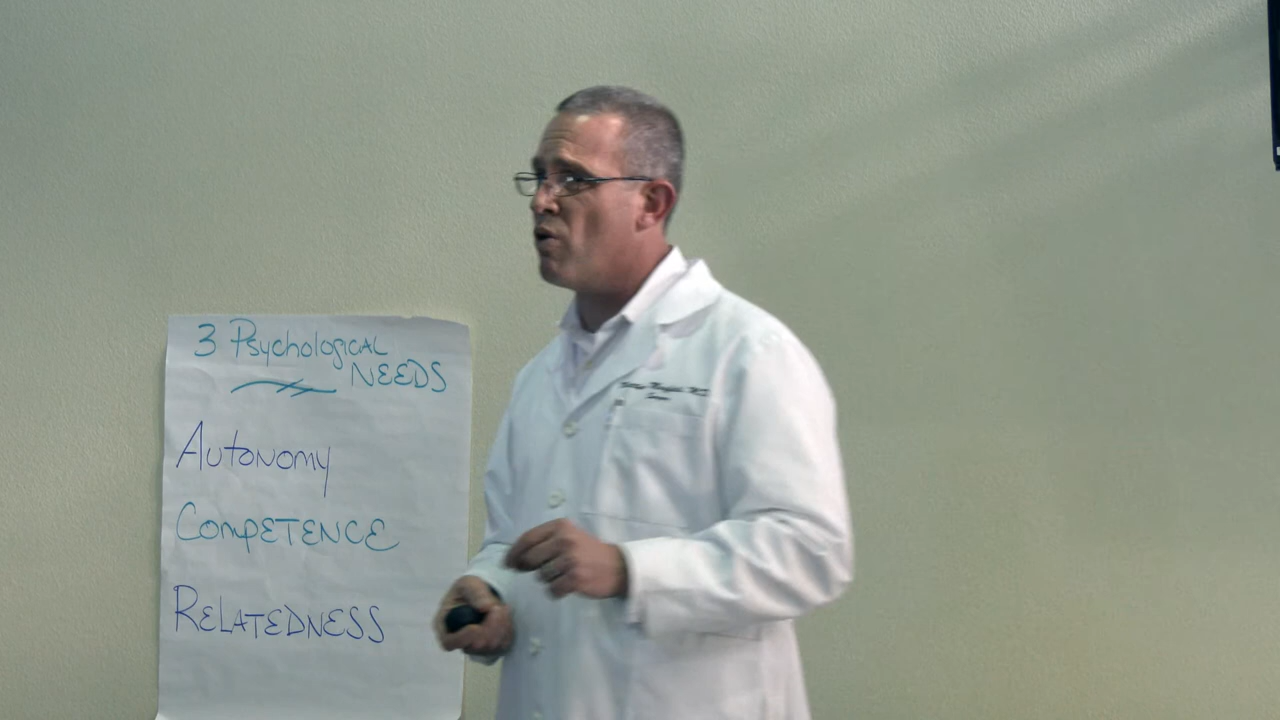 3 Psychological
NEEDS
Autonomy
Competence
Relatedness